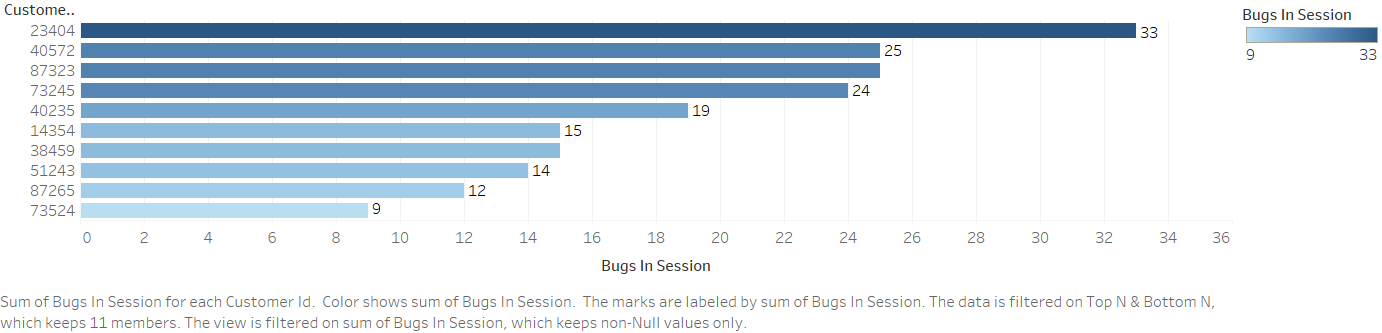 Custome..
Bugs In Session
9 33
23404 33
40572 25
87323
73245 24
40235 19
14354 15
38459
51243 14
87265 12
73524 9
0 2 4 6 8 10 12 14 16 18 20 22 24 26 28 30 32 34 36
Bugs In Session
Sum of Bugs In Session for each Customer Id.  Color shows sum of Bugs In Session.  The marks are labeled by sum of Bugs In Session. The data is filtered on Top N & Bottom N,
which keeps 11 members. The view is filtered on sum of Bugs In Session, which keeps non-Null values only.